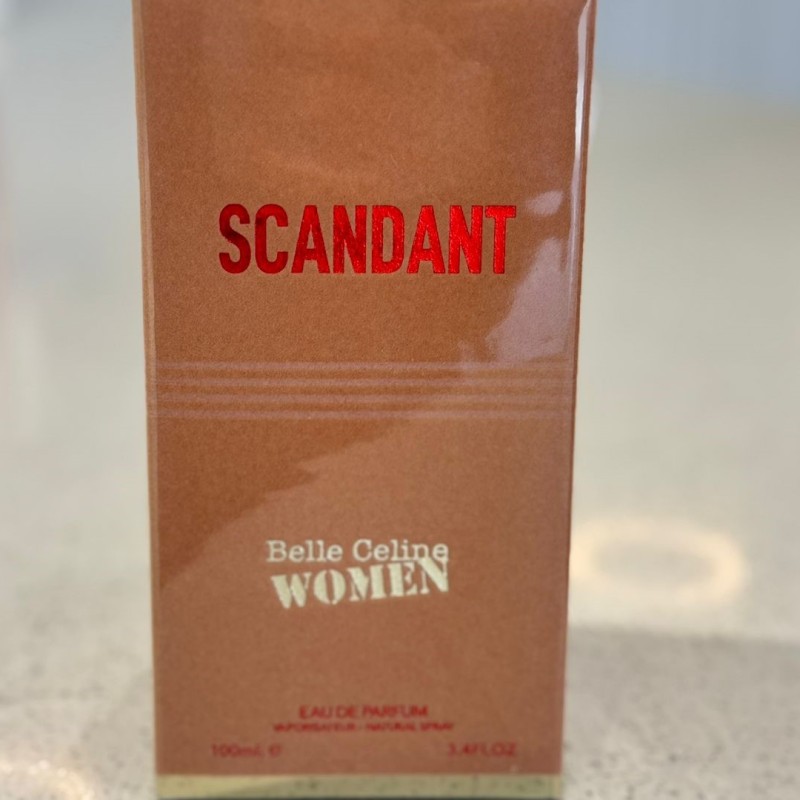 SCANDANT
Belle Celine
WOMEN
EAU DE PARFUM
VAPORISATEUR - NATURAL SPRAY
100mL ℮ 3.4FL.OZ